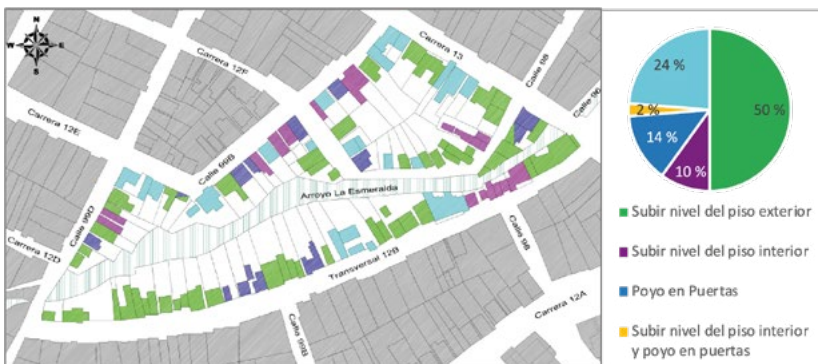 N
W E
S
Carrera 13
Carrera 12F
Calle 98
Calle 96
Carrera 12E
Calle 99B
Arroyo La Esmeralda
Calle 99D
Carrera 12D
Transversal 12B
Calle 9B
Carrera 12A
Calle 99B
24 %
50 %
2 %
14 %
10 %
Subir nivel del piso exterior
Subir nivel del piso interior
Poyo en Puertas
Subir nivel del piso interior
y poyo en puertas